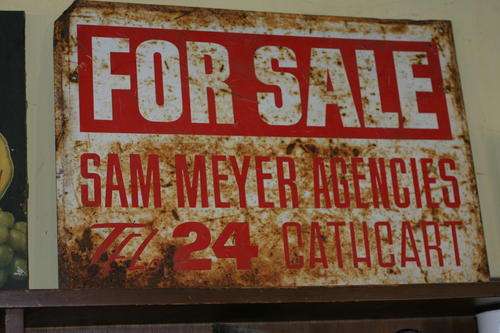 FOR SALE
SAM MEYER AGENCIES
24 CATHCART